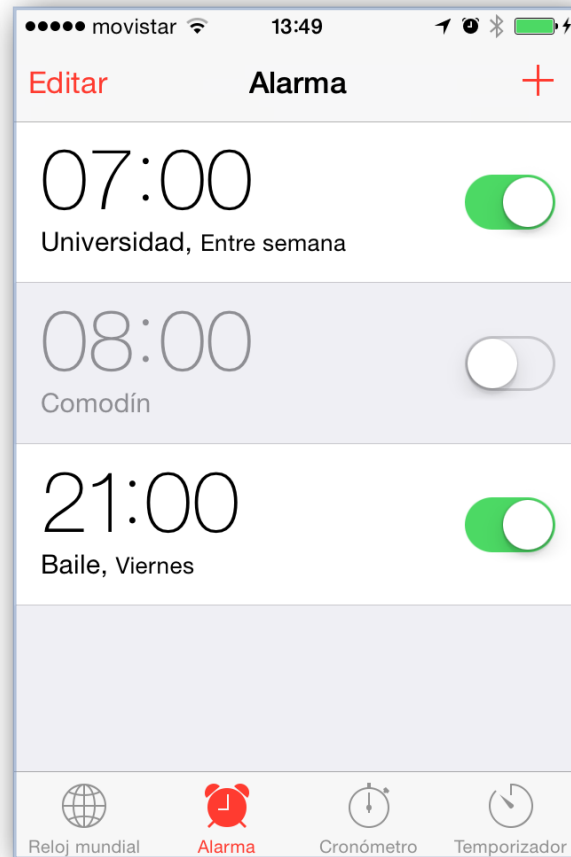 movistar 13:49
Editar Alarma
07:00
Universidad, Entre semana
08:00
Comodín
21:00
Baile, Viernes
Reloj mundial Alarma Cronómetro Temporizador